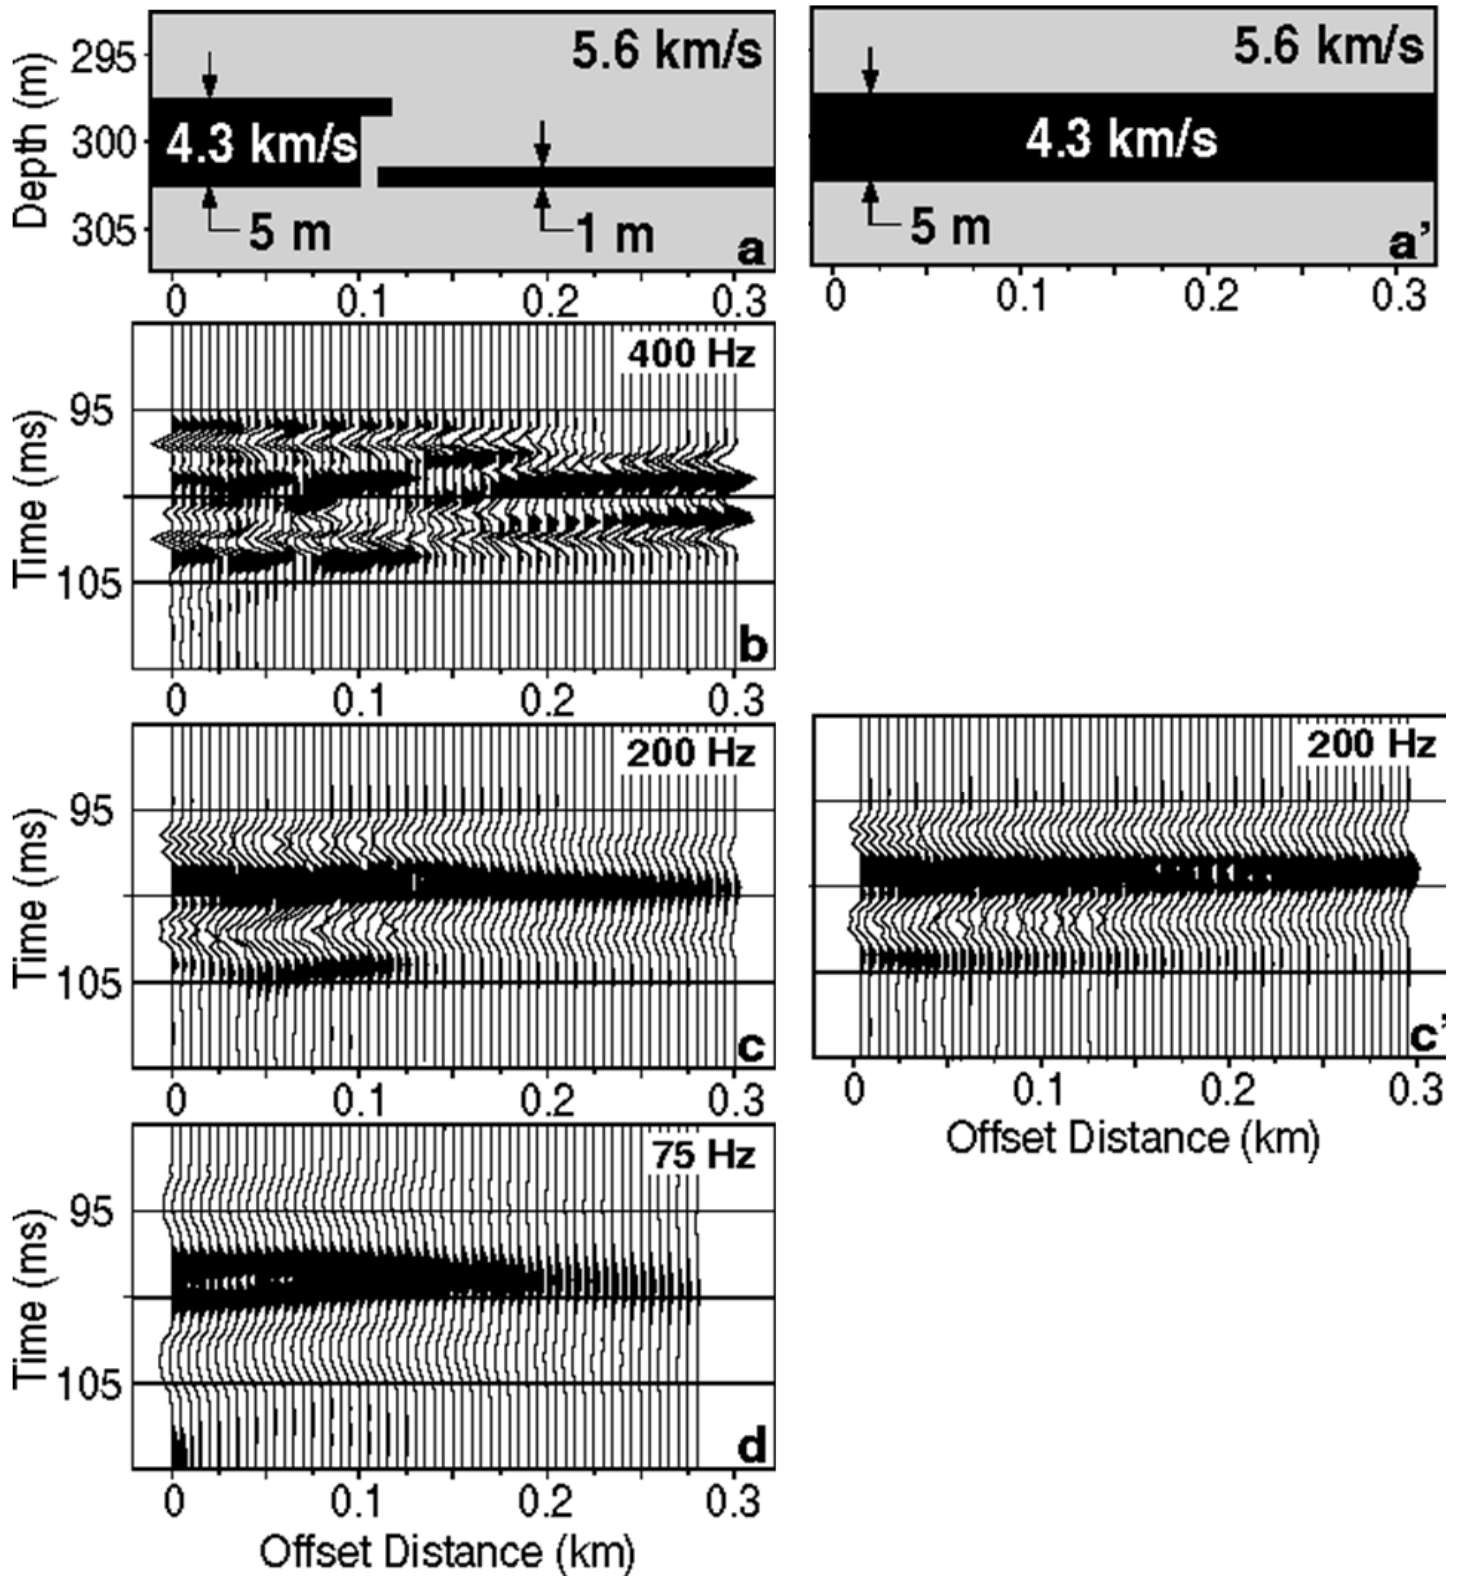 5.6 km/s
295
300
305
Depth (m)
4.3 km/s
5 m
1 m
a
0 0.1 0.2 0.3
5.6 km/s
4.3 km/s
5 m
a’
0 0.1 0.2 0.3
400 Hz
95
105
Time (ms)
b
0 0.1 0.2 0.3
200 Hz
95
105
Time (ms)
c
0 0.1 0.2 0.3
200 Hz
c’
0 0.1 0.2 0.3
Offset Distance (km)
75 Hz
95
105
Time (ms)
d
0 0.1 0.2 0.3
Offset Distance (km)